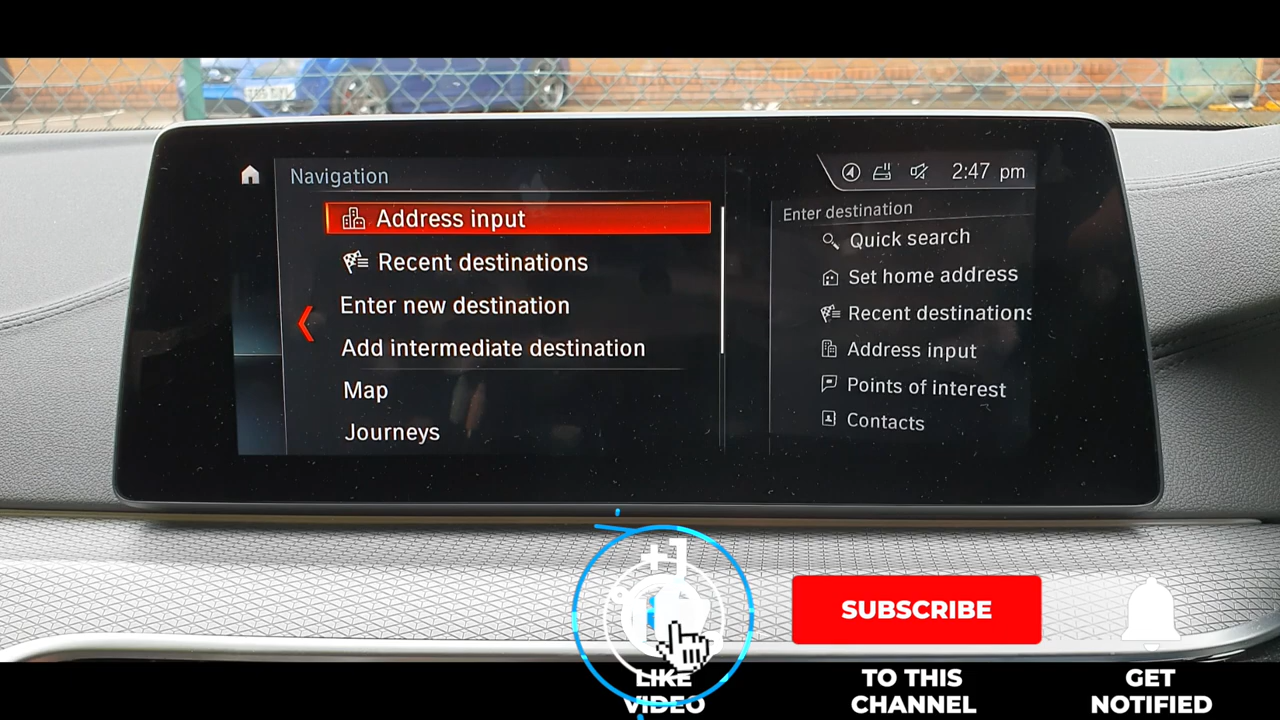 Navigation
2:47 pm
Address input
Recent destinations
Enter new destination
Add intermediate destination
Map
Journeys
Enter destination
Quick search
Set home address
Recent destinations
Address input
Points of interest
Contacts
+1
SUBSCRIBE
LIKE
VIDEO
TO THIS
CHANNEL
GET
NOTIFIED